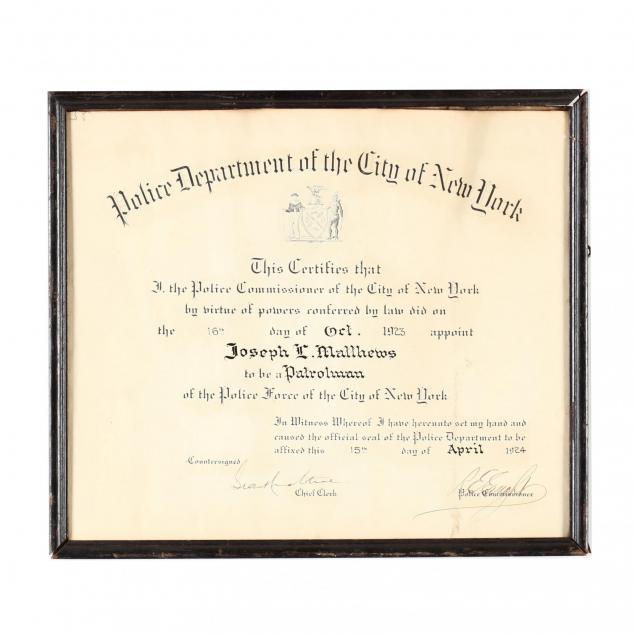 Police Department of the City of New York
This Certifies that
I, the Police Commissioner of the City of New York
by virtue of powers conferred by law did on
the 16th day of Oct. 1923 appoint
Joseph L. Matthews
to be a Patrolman
of the Police Force of the City of New York
In Witness Whereof I have hereunto set my hand and
caused the official seal of the Police Department to be
affixed this 15th day of April 1924
Countersigned
Chief Clerk
Police Commissioner